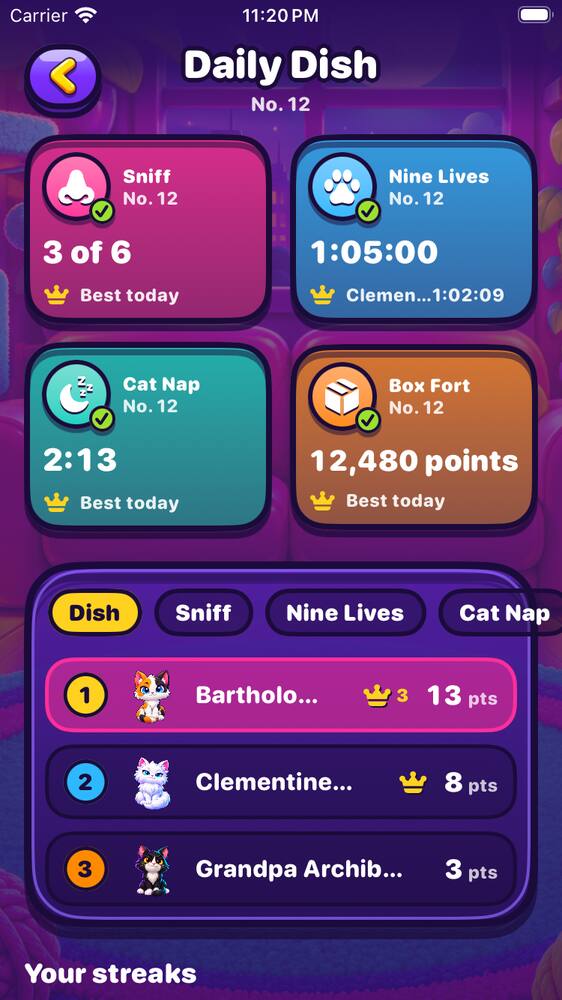 Carrier
11:20 PM
Daily Dish
No. 12
Sniff
No. 12
3 of 6
Best today
Nine Lives
No. 12
1:05:00
Clemen...1:02:09
Cat Nap
No. 12
2:13
Best today
Box Fort
No. 12
12,480 points
Best today
Dish
Sniff
Nine Lives
Cat Nap
1 Bartholo... 3 13 pts
2 Clementine... 8 pts
3 Grandpa Archib... 3 pts
Your streaks